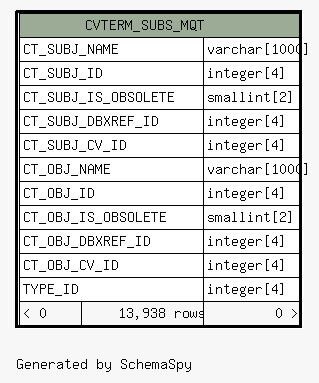 CVTERM_SUBS_MQT
CT_SUBJ_NAME varchar[1000]
CT_SUBJ_ID integer[4]
CT_SUBJ_IS_OBSOLETE smallint[2]
CT_SUBJ_DBXREF_ID integer[4]
CT_SUBJ_CV_ID integer[4]
CT_OBJ_NAME varchar[1000]
CT_OBJ_ID integer[4]
CT_OBJ_IS_OBSOLETE smallint[2]
CT_OBJ_DBXREF_ID integer[4]
CT_OBJ_CV_ID integer[4]
TYPE_ID integer[4]
< 0 13,938 rows 0 >
Generated by SchemaSpy